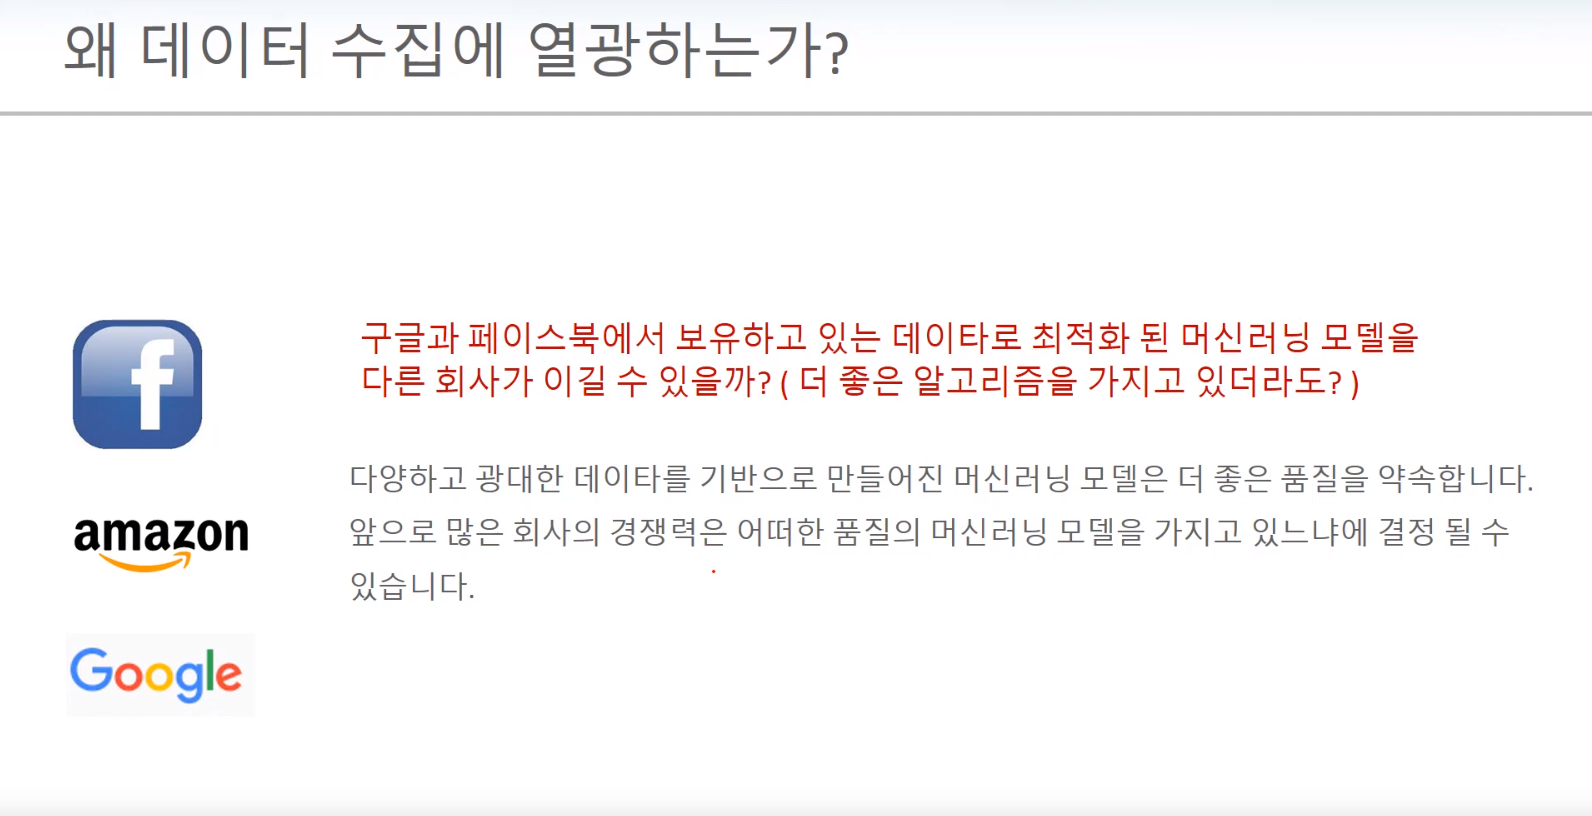 왜 데이터 수집에 열광하는가?
f
구글과 페이스북에서 보유하고 있는 데이타로 최적화 된 머신러닝 모델을
다른 회사가 이길 수 있을까? ( 더 좋은 알고리즘을 가지고 있더라도? )
다양하고 광대한 데이타를 기반으로 만들어진 머신러닝 모델은 더 좋은 품질을 약속합니다.
amazon
앞으로 많은 회사의 경쟁력은 어떠한 품질의 머신러닝 모델을 가지고 있느냐에 결정 될 수
있습니다.
Google